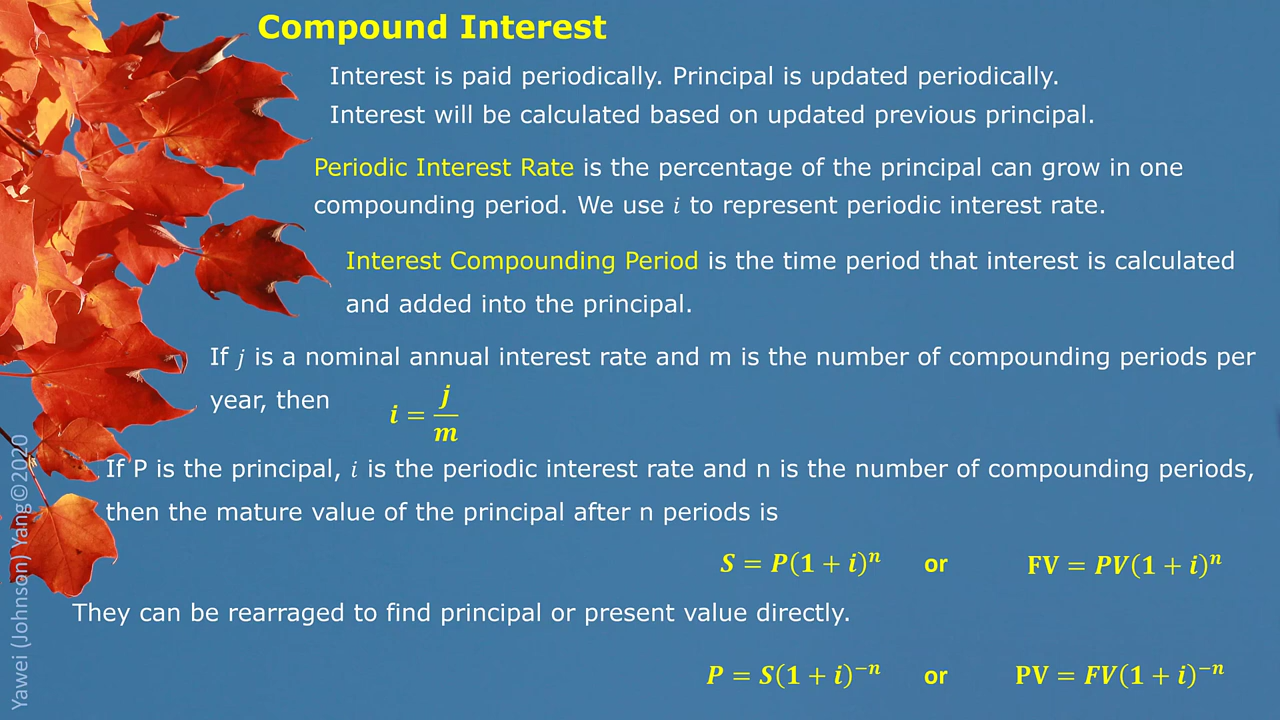 Compound Interest
Interest is paid periodically. Principal is updated periodically.
Interest will be calculated based on updated previous principal.
Periodic Interest Rate is the percentage of the principal can grow in one
compounding period. We use i to represent periodic interest rate.
Interest Compounding Period is the time period that interest is calculated
and added into the principal.
If j is a nominal annual interest rate and m is the number of compounding periods per
year, then i = j/m
If P is the principal, i is the periodic interest rate and n is the number of compounding periods,
then the mature value of the principal after n periods is
S = P(1 + i)^n or FV = PV(1 + i)^n
They can be rearraged to find principal or present value directly.
P = S(1 + i)^−n or PV = FV(1 + i)^−n
Yawei (Johnson) Yang©2020